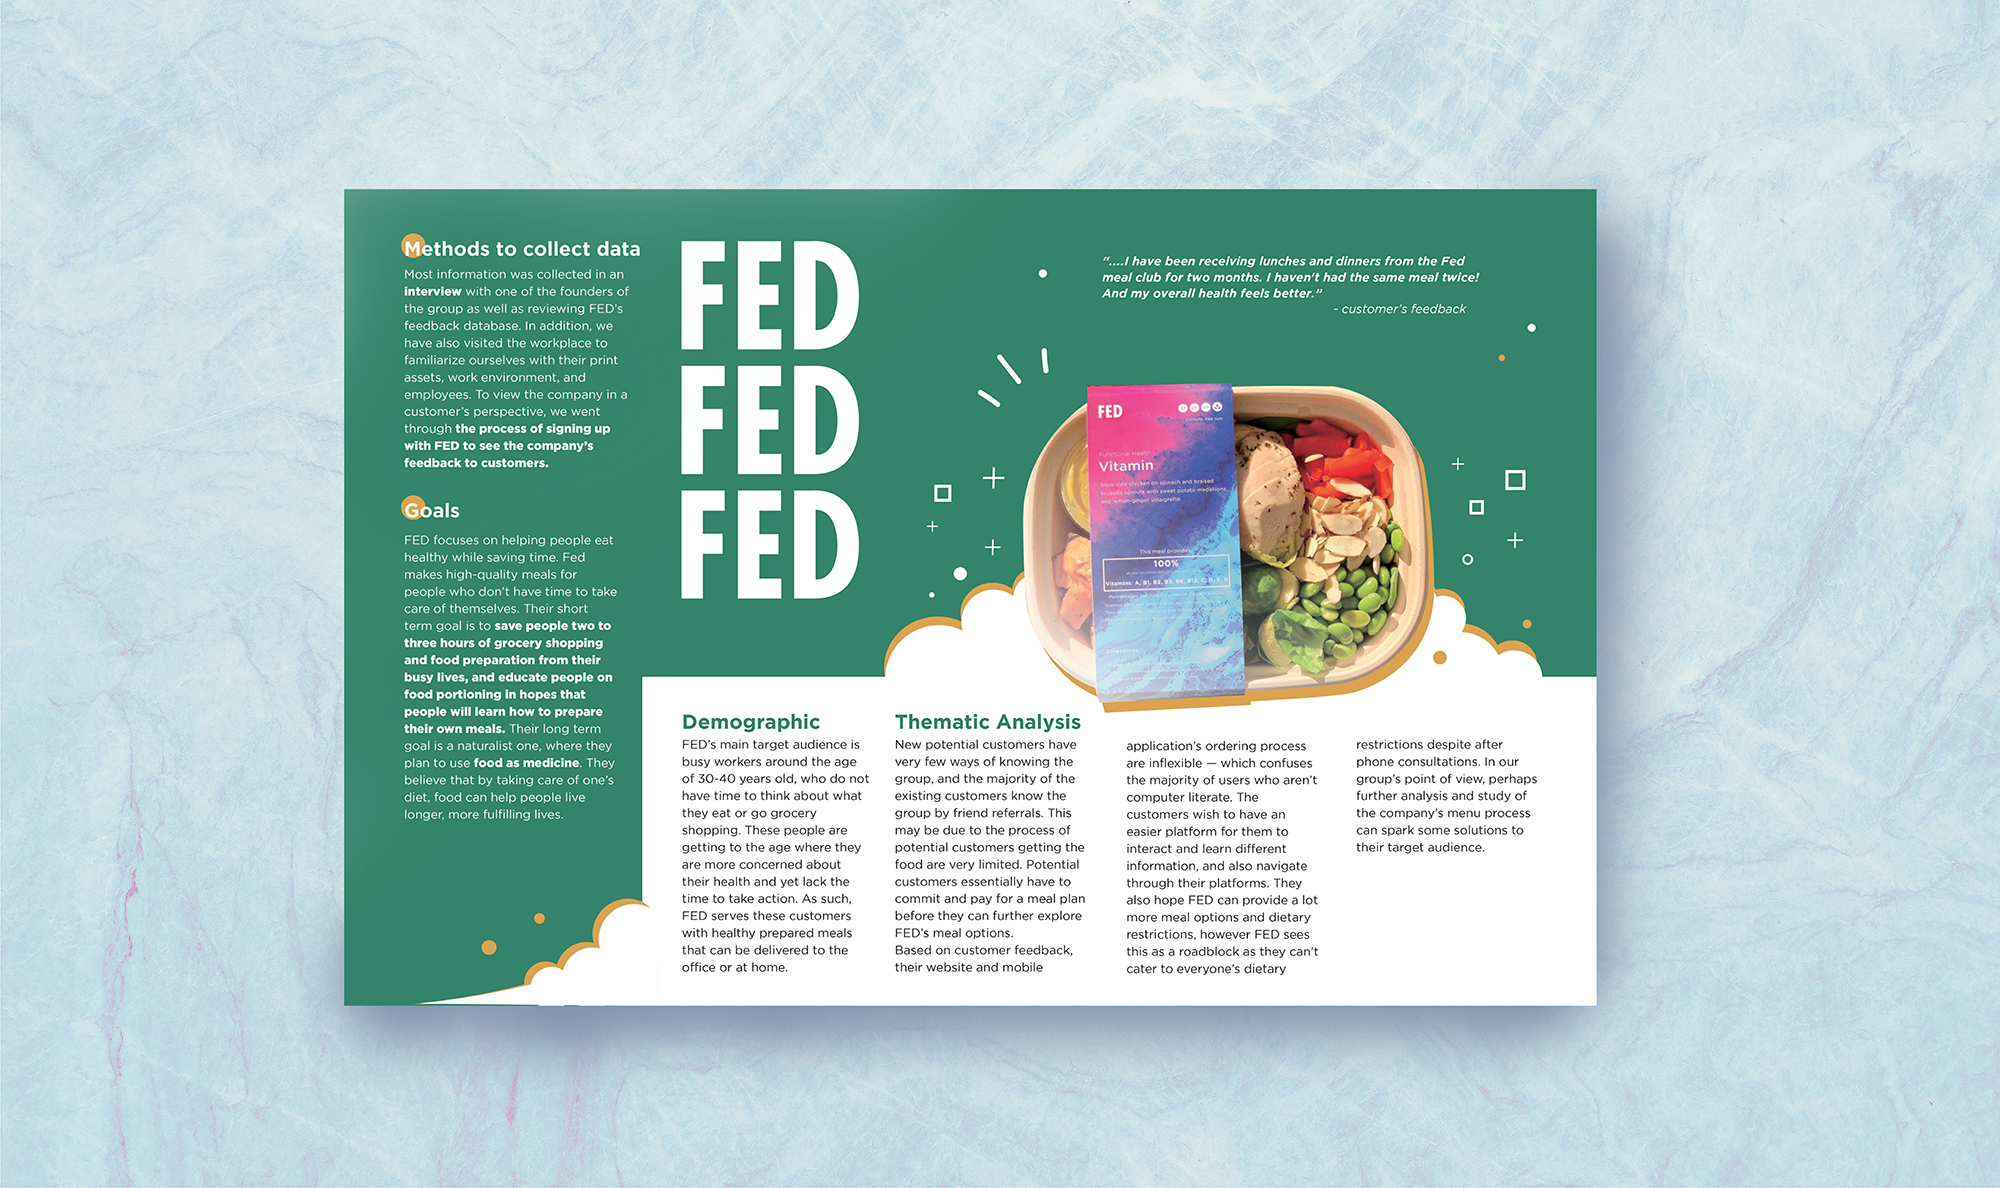 Methods to collect data
Most information was collected in an
interview with one of the founders of
the group as well as reviewing FED's
feedback database. In addition, we
have also visited the workplace to
familiarize ourselves with their print
assets, work environment, and
employees. To view the company in a
customer's perspective, we went
through the process of signing up
with FED to see the company's
feedback to customers.
Goals
FED focuses on helping people eat
healthy while saving time. Fed
makes high-quality meals for
people who don't have time to take
care of themselves. Their short
term goal is to save people two to
three hours of grocery shopping
and food preparation from their
busy lives, and educate people on
food portioning in hopes that
people will learn how to prepare
their own meals. Their long term
goal is a naturalist one, where they
plan to use food as medicine. They
believe that by taking care of one's
diet, food can help people live
longer, more fulfilling lives.
FED
FED
FED
"....I have been receiving lunches and dinners from the Fed
meal club for two months. I haven't had the same meal twice!
And my overall health feels better."
- customer's feedback
FED
Functional Health
Vitamin
Sous-vide chicken on spinach and braised
brussels sprouts with sweet potato medallions
and lemon-ginger vinaigrette.
This meal provides
100%
Vitamins: A, B1, B2, B3, B6, B12, C, D, E, K
Demographic
FED's main target audience is
busy workers around the age
of 30-40 years old, who do not
have time to think about what
they eat or go grocery
shopping. These people are
getting to the age where they
are more concerned about
their health and yet lack the
time to take action. As such,
FED serves these customers
with healthy prepared meals
that can be delivered to the
office or at home.
Thematic Analysis
New potential customers have
very few ways of knowing the
group, and the majority of the
existing customers know the
group by friend referrals. This
may be due to the process of
potential customers getting the
food are very limited. Potential
customers essentially have to
commit and pay for a meal plan
before they can further explore
FED's meal options.
Based on customer feedback,
their website and mobile
application's ordering process
are inflexible — which confuses
the majority of users who aren't
computer literate. The
customers wish to have an
easier platform for them to
interact and learn different
information, and also navigate
through their platforms. They
also hope FED can provide a lot
more meal options and dietary
restrictions, however FED sees
this as a roadblock as they can't
cater to everyone's dietary
restrictions despite after
phone consultations. In our
group's point of view, perhaps
further analysis and study of
the company's menu process
can spark some solutions to
their target audience.